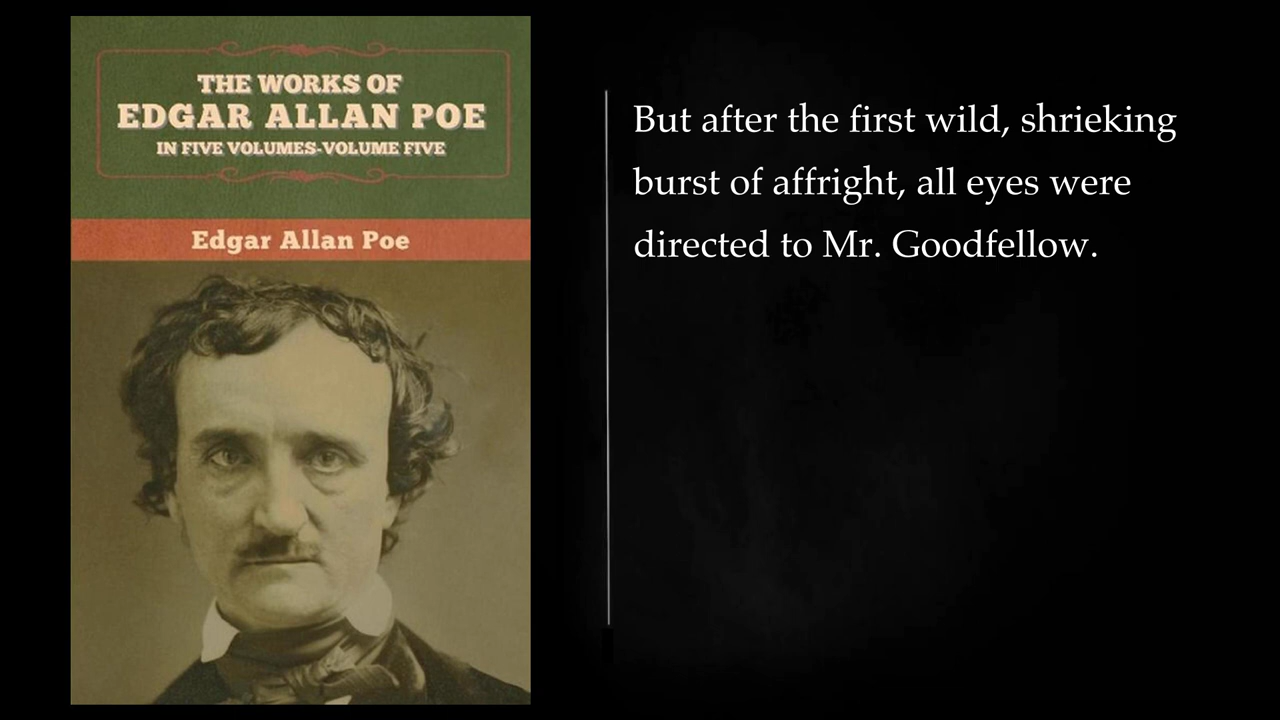 THE WORKS OF
EDGAR ALLAN POE
IN FIVE VOLUMES-VOLUME FIVE
Edgar Allan Poe
But after the first wild, shrieking
burst of affright, all eyes were
directed to Mr. Goodfellow.